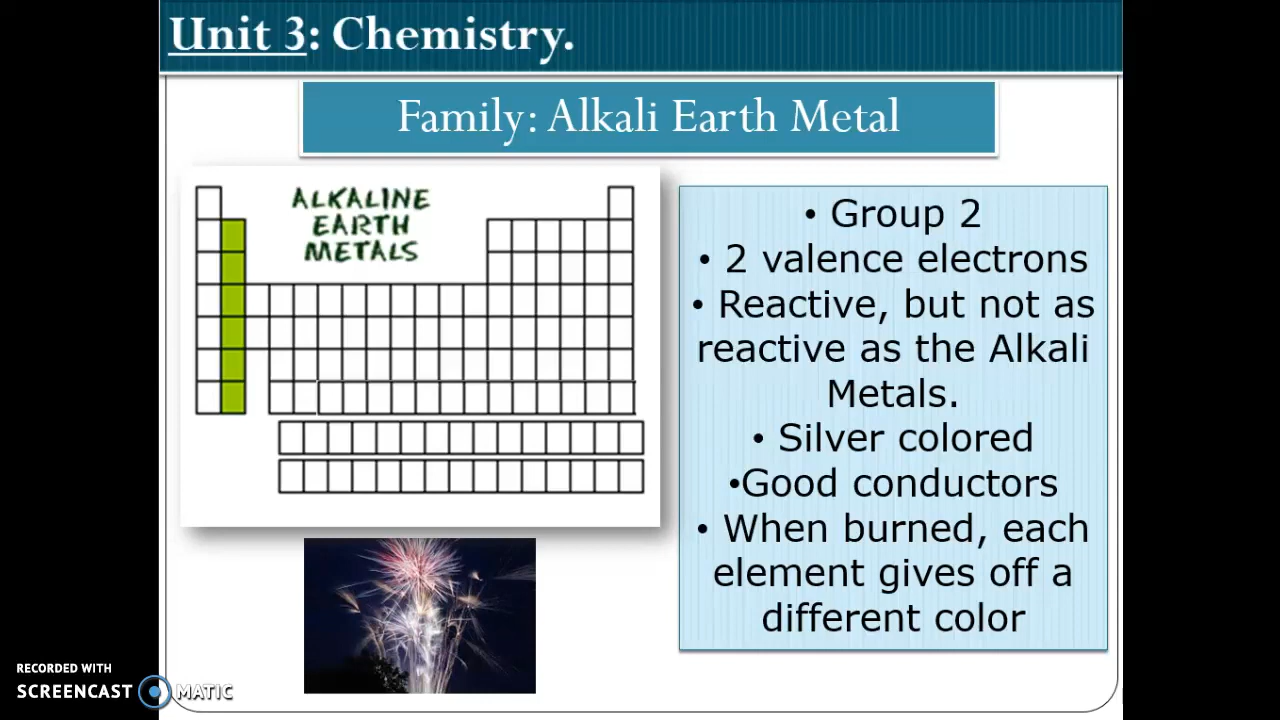 Unit 3: Chemistry.
Family: Alkali Earth Metal
ALKALINE
EARTH
METALS
• Group 2
• 2 valence electrons
• Reactive, but not as
reactive as the Alkali
Metals.
• Silver colored
•Good conductors
• When burned, each
element gives off a
different color
RECORDED WITH
SCREENCAST MATIC